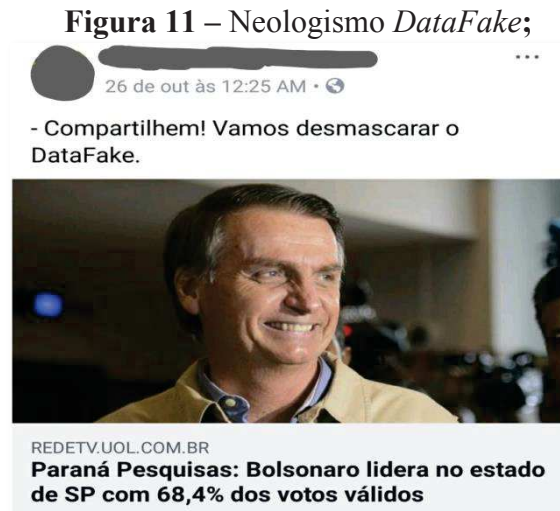 Figura 11 – Neologismo DataFake;
26 de out às 12:25 AM •
- Compartilhem! Vamos desmascarar o
DataFake.
REDETV.UOL.COM.BR
Paraná Pesquisas: Bolsonaro lidera no estado
de SP com 68,4% dos votos válidos